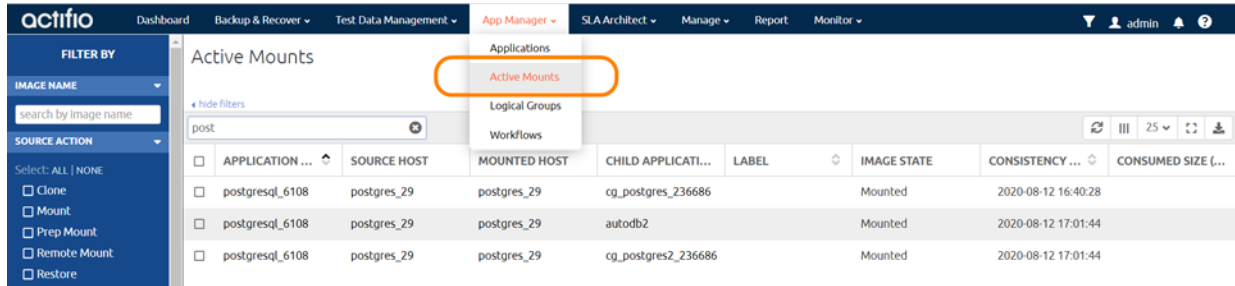 actifio Dashboard Backup & Recover Test Data Management App Manager SLA Architect Manage Report Monitor admin
FILTER BY
IMAGE NAME
search by image name
SOURCE ACTION
Select: ALL | NONE
Clone
Mount
Prep Mount
Remote Mount
Restore
Active Mounts
Applications
Active Mounts
Logical Groups
Workflows
hide filters
post
25
APPLICATION ... SOURCE HOST MOUNTED HOST CHILD APPLICATI... LABEL IMAGE STATE CONSISTENCY ... CONSUMED SIZE (...
postgresql_6108 postgres_29 postgres_29 cg_postgres_236686 Mounted 2020-08-12 16:40:28
postgresql_6108 postgres_29 postgres_29 autodb2 Mounted 2020-08-12 17:01:44
postgresql_6108 postgres_29 postgres_29 cg_postgres2_236686 Mounted 2020-08-12 17:01:44